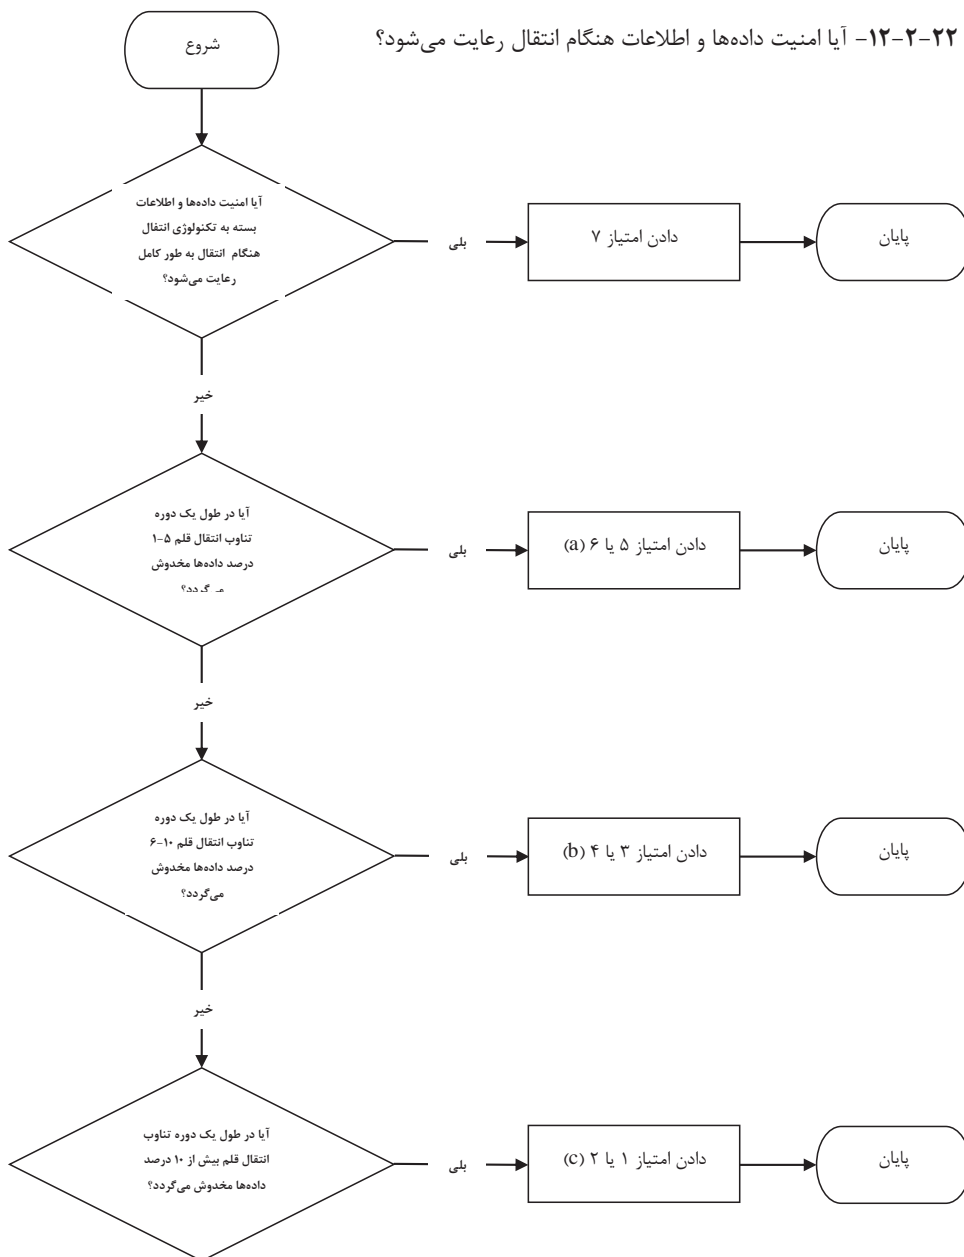 ۲۲-۲-۱۲- آیا امنیت داده‌ها و اطلاعات هنگام انتقال رعایت می‌شود؟
شروع
آیا امنیت داده‌ها و اطلاعات
بسته به تکنولوژی انتقال
هنگام انتقال به طور کامل
رعایت می‌شود؟
بلی
دادن امتیاز ۷
پایان
خیر
آیا در طول یک دوره
تناوب انتقال قلم ۵-۱
درصد داده‌ها مخدوش
می‌گردد؟
بلی
دادن امتیاز ۵ یا ۶ (a)
پایان
خیر
آیا در طول یک دوره
تناوب انتقال قلم ۱۰-۶
درصد داده‌ها مخدوش
می‌گردد؟
بلی
دادن امتیاز ۳ یا ۴ (b)
پایان
خیر
آیا در طول یک دوره تناوب
انتقال قلم بیش از ۱۰ درصد
داده‌ها مخدوش می‌گردد؟
بلی
دادن امتیاز ۱ یا ۲ (c)
پایان